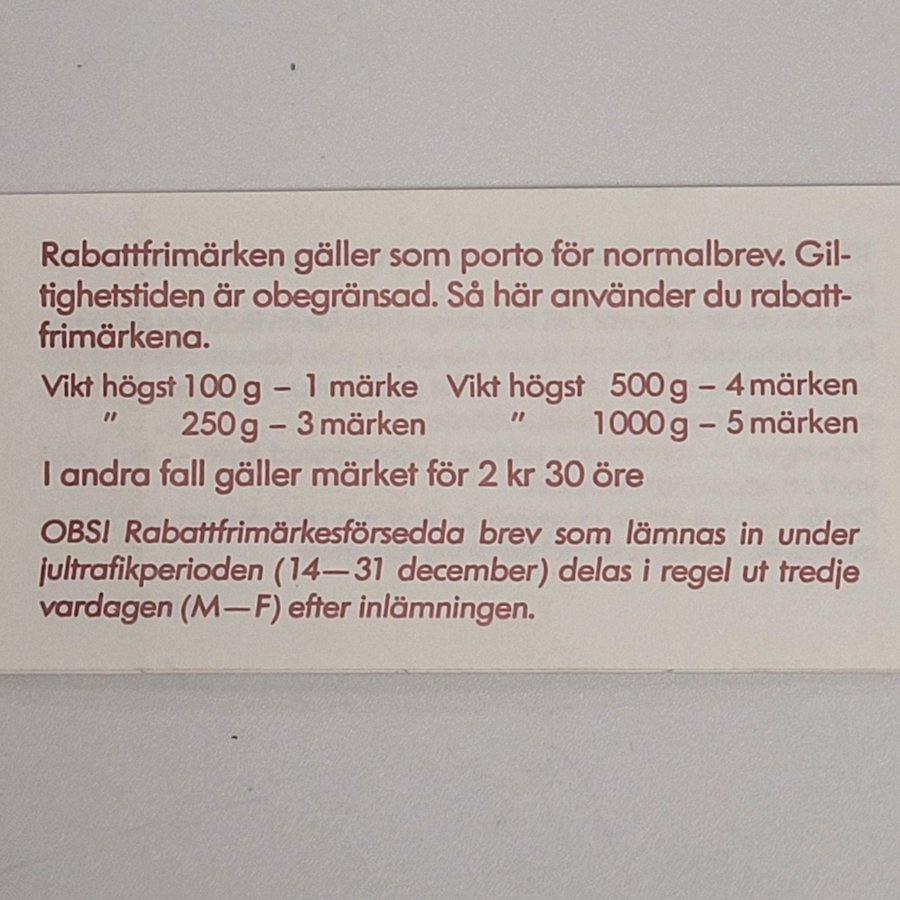 Rabattfrimärken gäller som porto för normalbrev. Gil-
tighetstiden är obegränsad. Så här använder du rabatt-
frimärkena.
Vikt högst 100 g – 1 märke Vikt högst 500 g – 4 märken
" 250 g – 3 märken " 1000 g – 5 märken
I andra fall gäller märket för 2 kr 30 öre
OBS! Rabattfrimärkesförsedda brev som lämnas in under
jultrafikperioden (14—31 december) delas i regel ut tredje
vardagen (M—F) efter inlämningen.